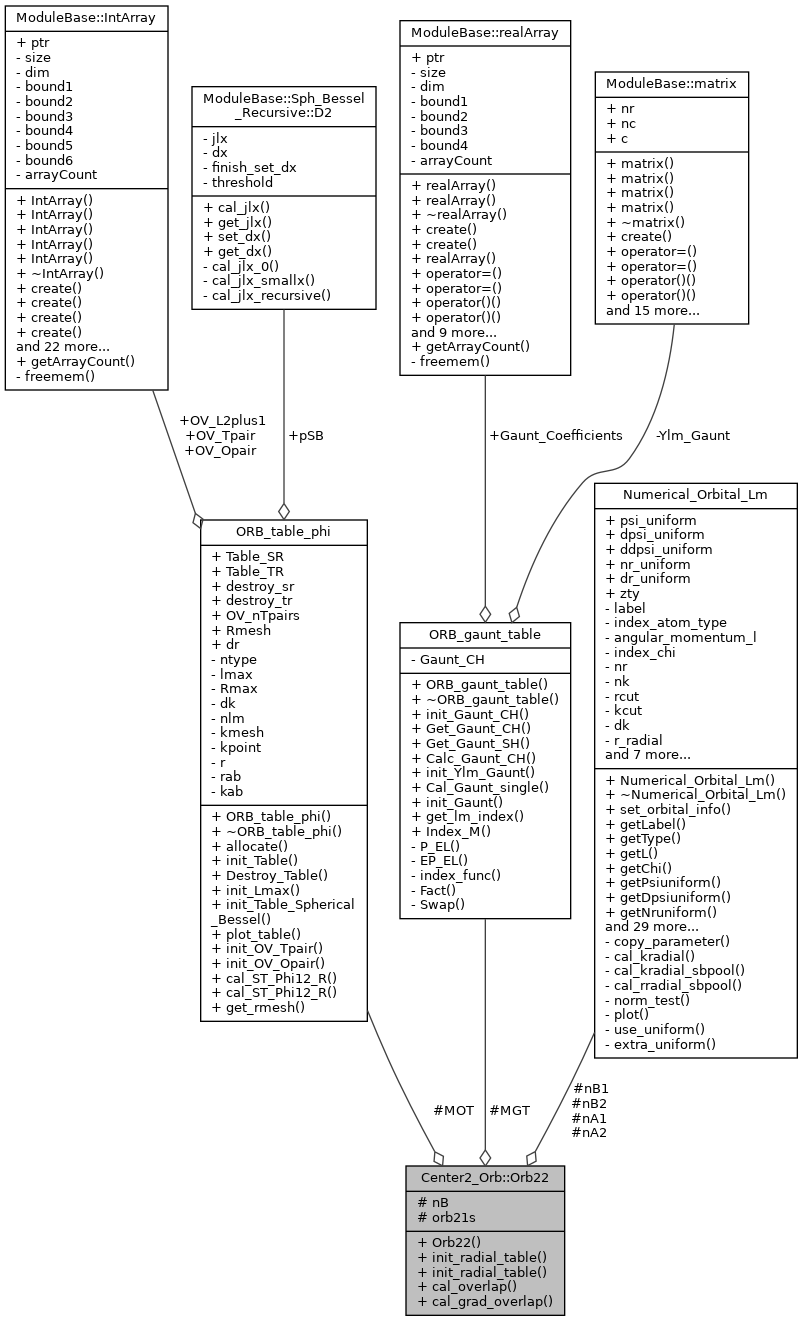 ModuleBase::IntArray
+ ptr
- size
- dim
- bound1
- bound2
- bound3
- bound4
- bound5
- bound6
- arrayCount
+ IntArray()
+ IntArray()
+ IntArray()
+ IntArray()
+ IntArray()
+ ~IntArray()
+ create()
+ create()
+ create()
+ create()
and 22 more...
+ getArrayCount()
- freemem()
ModuleBase::Sph_Bessel
_Recursive::D2
- jlx
- dx
- finish_set_dx
- threshold
+ cal_jlx()
+ get_jlx()
+ set_dx()
+ get_dx()
- cal_jlx_0()
- cal_jlx_smallx()
- cal_jlx_recursive()
ModuleBase::realArray
+ ptr
- size
- dim
- bound1
- bound2
- bound3
- bound4
- arrayCount
+ realArray()
+ realArray()
+ ~realArray()
+ create()
+ create()
+ realArray()
+ operator=()
+ operator=()
+ operator()()
+ operator()()
and 9 more...
+ getArrayCount()
- freemem()
ModuleBase::matrix
+ nr
+ nc
+ c
+ matrix()
+ matrix()
+ matrix()
+ matrix()
+ ~matrix()
+ create()
+ operator=()
+ operator=()
+ operator()()
+ operator()()
and 15 more...
+OV_L2plus1
+OV_Tpair
+OV_Opair
+pSB
+Gaunt_Coefficients
-Ylm_Gaunt
ORB_table_phi
+ Table_SR
+ Table_TR
+ destroy_sr
+ destroy_tr
+ OV_nTpairs
+ Rmesh
+ dr
- ntype
- lmax
- Rmax
- dk
- nlm
- kmesh
- kpoint
- r
- rab
- kab
+ ORB_table_phi()
+ ~ORB_table_phi()
+ allocate()
+ init_Table()
+ Destroy_Table()
+ init_Lmax()
+ init_Table_Spherical
_Bessel()
+ plot_table()
+ init_OV_Tpair()
+ init_OV_Opair()
+ cal_ST_Phi12_R()
+ cal_ST_Phi12_R()
+ get_rmesh()
ORB_gaunt_table
- Gaunt_CH
+ ORB_gaunt_table()
+ ~ORB_gaunt_table()
+ init_Gaunt_CH()
+ Get_Gaunt_CH()
+ Get_Gaunt_SH()
+ Calc_Gaunt_CH()
+ init_Ylm_Gaunt()
+ Cal_Gaunt_single()
+ init_Gaunt()
+ get_lm_index()
+ Index_M()
- P_EL()
- EP_EL()
- index_func()
- Fact()
- Swap()
Numerical_Orbital_Lm
+ psi_uniform
+ dpsi_uniform
+ ddpsi_uniform
+ nr_uniform
+ dr_uniform
+ zty
- label
- index_atom_type
- angular_momentum_l
- index_chi
- nr
- nk
- rcut
- kcut
- dk
- r_radial
and 7 more...
+ Numerical_Orbital_Lm()
+ ~Numerical_Orbital_Lm()
+ set_orbital_info()
+ getLabel()
+ getType()
+ getL()
+ getChi()
+ getPsiuniform()
+ getDpsiuniform()
+ getNruniform()
and 29 more...
- copy_parameter()
- cal_kradial()
- cal_kradial_sbpool()
- cal_rradial_sbpool()
- norm_test()
- plot()
- use_uniform()
- extra_uniform()
#MOT
#MGT
#nB1
#nB2
#nA1
#nA2
Center2_Orb::Orb22
# nB
# orb21s
+ Orb22()
+ init_radial_table()
+ init_radial_table()
+ cal_overlap()
+ cal_grad_overlap()